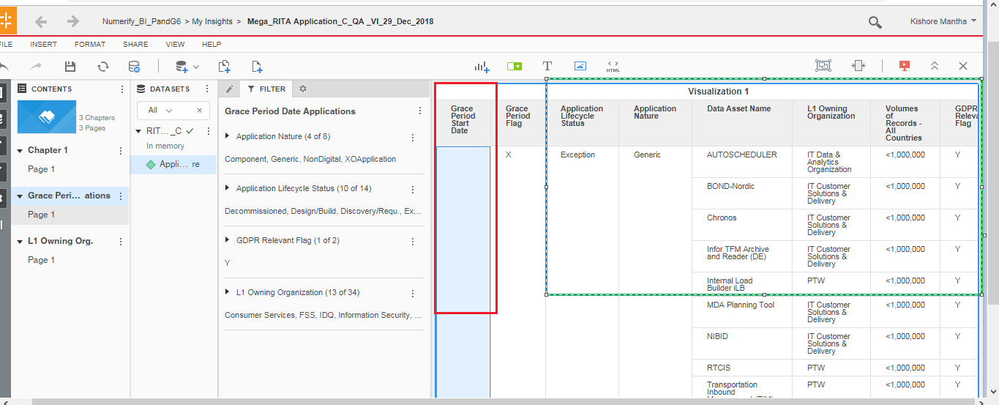 Numerify_BI_PandG6 > My Insights > Mega_RITA Application_C_QA _VI_29_Dec_2018
Kishore Mantha
FILE INSERT FORMAT SHARE VIEW HELP
T
HTML
CONTENTS
3 Chapters
3 Pages
Chapter 1
Page 1
Grace Peri... ations
Page 1
L1 Owning Org.
Page 1
DATASETS
All
RIT... _C
In memory
Appli... re
FILTER
Grace Period Date Applications
Application Nature (4 of 8)
Component, Generic, NonDigital, XOApplication
Application Lifecycle Status (10 of 14)
Decommissioned, Design/Build, Discovery/Requ., Ex...
GDPR Relevant Flag (1 of 2)
Y
L1 Owning Organization (13 of 34)
Consumer Services, FSS, IDQ, Information Security, ...
Visualization 1
Grace
Period
Start
Date
Grace
Period
Flag
Application
Lifecycle
Status
Application
Nature
Data Asset Name
L1 Owning
Organization
Volumes
of
Records -
All
Countries
GDPR
Releva
Flag
X
Exception
Generic
AUTOSCHEDULER
IT Data &
Analytics
Organization
<1,000,000
Y
BOND-Nordic
IT Customer
Solutions &
Delivery
<1,000,000
Y
Chronos
IT Customer
Solutions &
Delivery
<1,000,000
Y
Infor TFM Archive
and Reader (DE)
IT Customer
Solutions &
Delivery
<1,000,000
Y
Internal Load
Builder iLB
PTW
<1,000,000
Y
MDA Planning Tool
IT Customer
Solutions &
Delivery
<1,000,000
Y
NIBID
IT Customer
Solutions &
Delivery
<1,000,000
Y
RTCIS
PTW
<1,000,000
Y
Transportation
Inbound
PTW
<1,000,000
Y